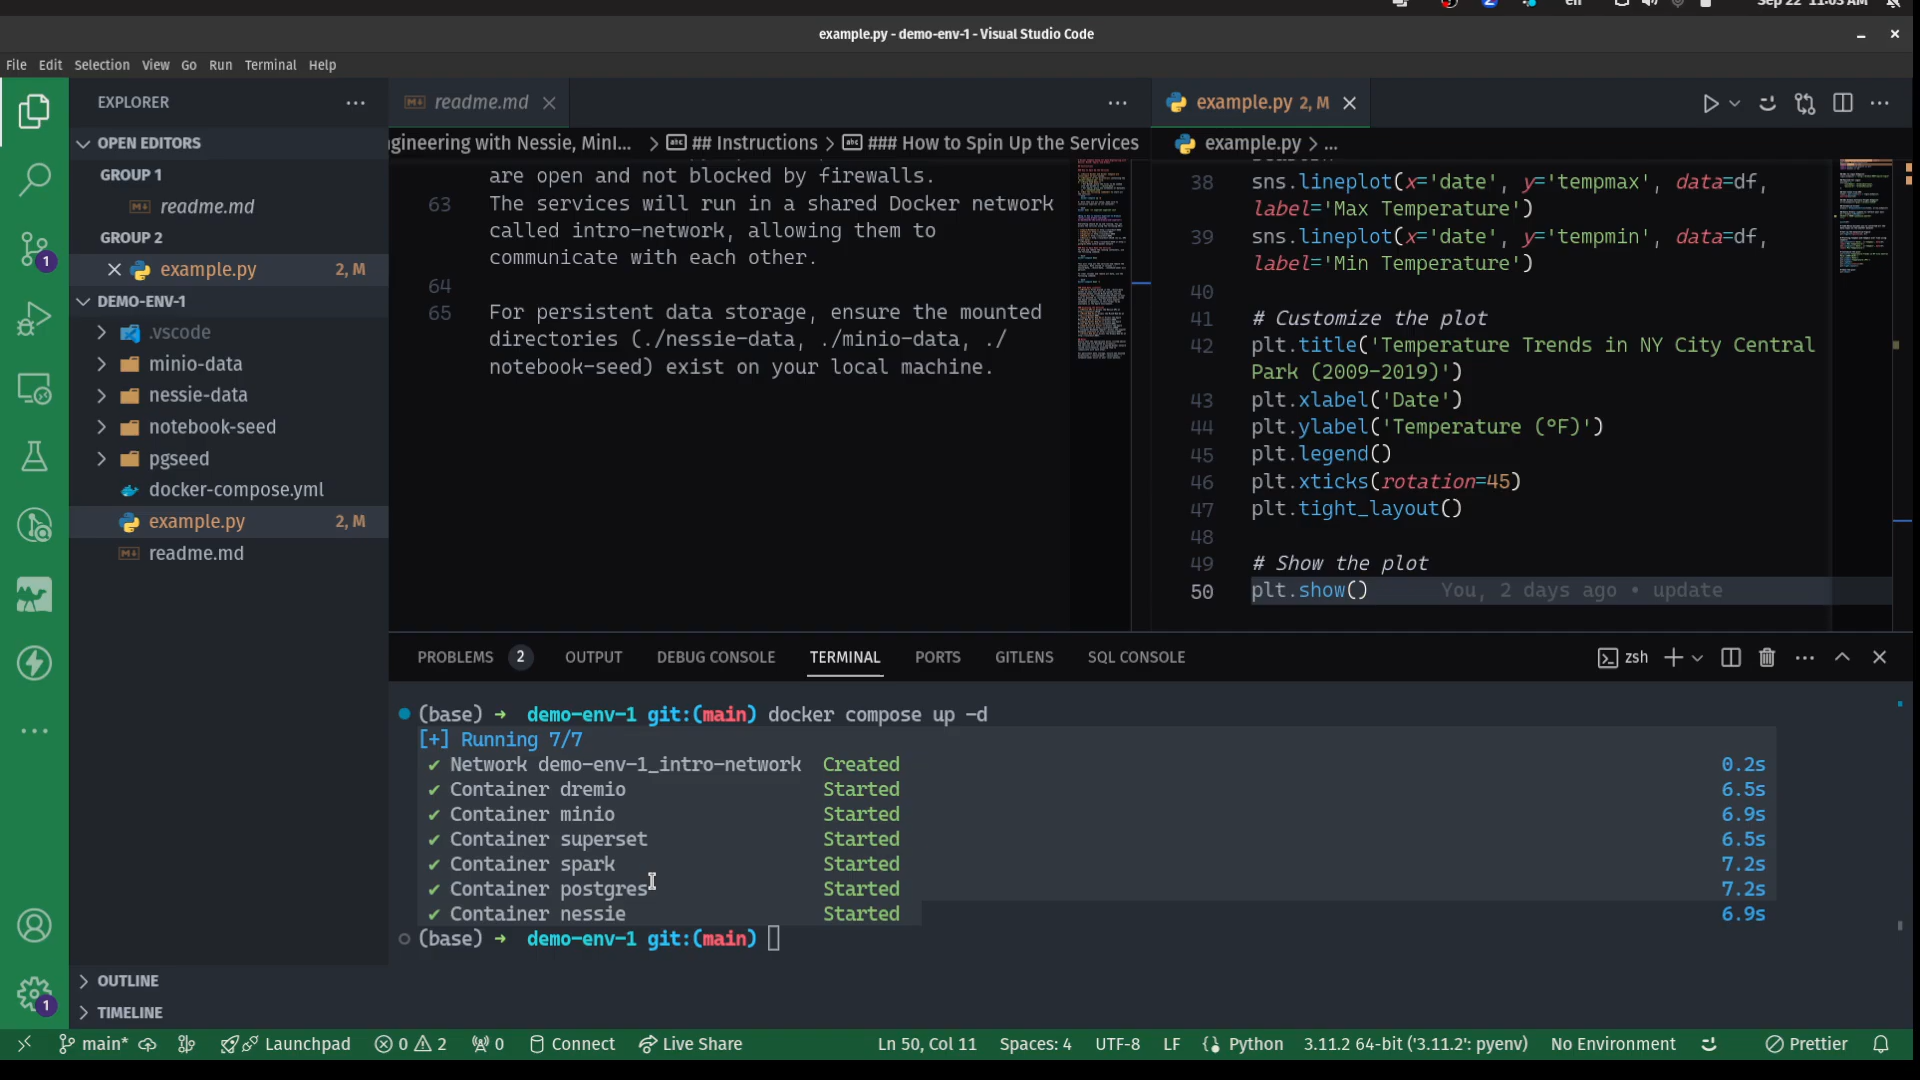 en
Sep 22 11:03 AM
example.py - demo-env-1 - Visual Studio Code
File Edit Selection View Go Run Terminal Help
EXPLORER
OPEN EDITORS
GROUP 1
readme.md
GROUP 2
example.py 2, M
DEMO-ENV-1
.vscode
minio-data
nessie-data
notebook-seed
pgseed
docker-compose.yml
example.py 2, M
readme.md
OUTLINE
TIMELINE
readme.md
ngineering with Nessie, MinI... > ## Instructions > ### How to Spin Up the Services
are open and not blocked by firewalls.
63 The services will run in a shared Docker network
called intro-network, allowing them to
communicate with each other.
64
65 For persistent data storage, ensure the mounted
directories (./nessie-data, ./minio-data, ./
notebook-seed) exist on your local machine.
example.py 2, M
example.py > ...
38 sns.lineplot(x='date', y='tempmax', data=df,
label='Max Temperature')
39 sns.lineplot(x='date', y='tempmin', data=df,
label='Min Temperature')
40
41 # Customize the plot
42 plt.title('Temperature Trends in NY City Central
Park (2009-2019)')
43 plt.xlabel('Date')
44 plt.ylabel('Temperature (°F)')
45 plt.legend()
46 plt.xticks(rotation=45)
47 plt.tight_layout()
48
49 # Show the plot
50 plt.show() You, 2 days ago • update
PROBLEMS 2 OUTPUT DEBUG CONSOLE TERMINAL PORTS GITLENS SQL CONSOLE zsh
(base) → demo-env-1 git:(main) docker compose up -d
[+] Running 7/7
✔ Network demo-env-1_intro-network Created 0.2s
✔ Container dremio Started 6.5s
✔ Container minio Started 6.9s
✔ Container superset Started 6.5s
✔ Container spark Started 7.2s
✔ Container postgres Started 7.2s
✔ Container nessie Started 6.9s
(base) → demo-env-1 git:(main)
1
1
main* Launchpad 0 2 0 Connect Live Share Ln 50, Col 11 Spaces: 4 UTF-8 LF Python 3.11.2 64-bit ('3.11.2': pyenv) No Environment Prettier